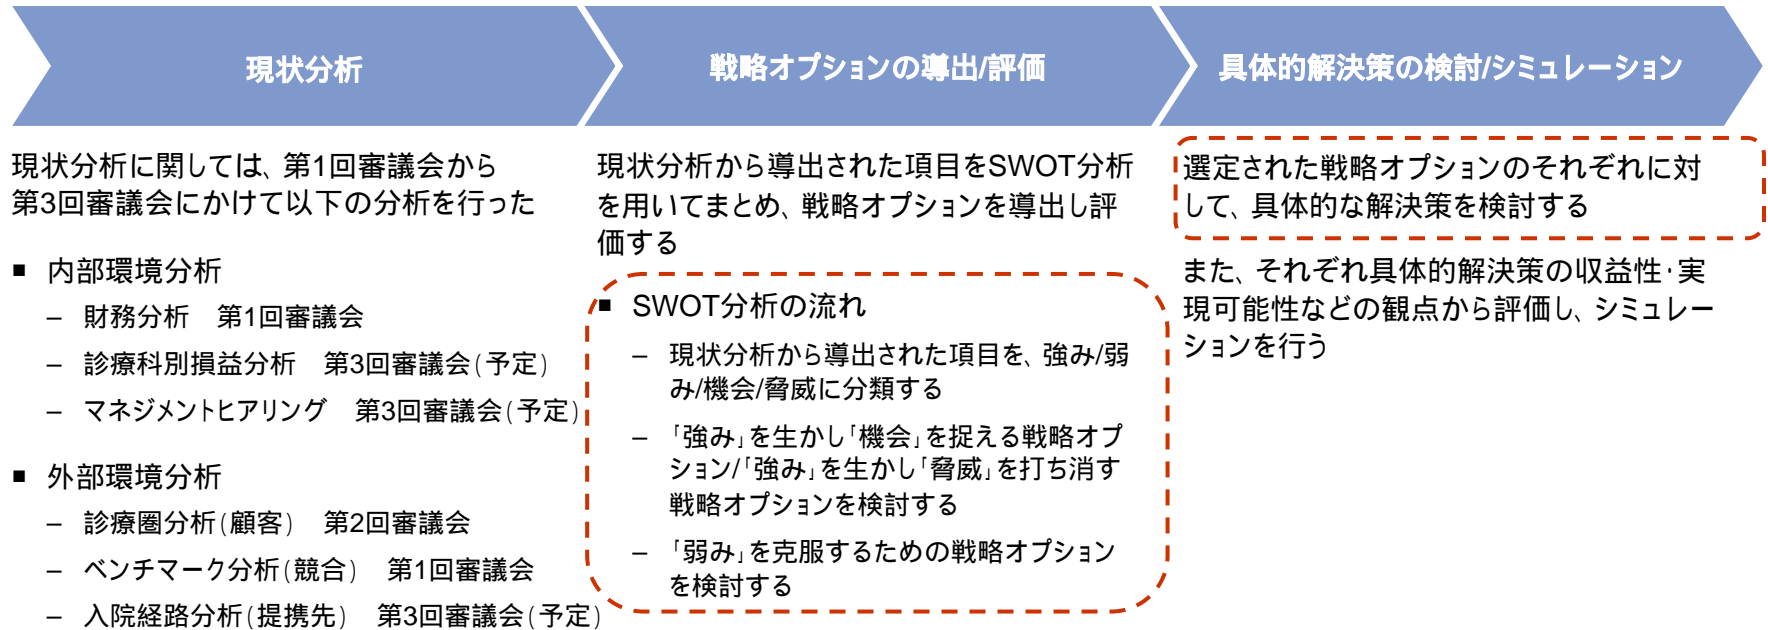 現状分析
戦略オプションの導出/評価
具体的解決策の検討/シミュレーション
現状分析に関しては、第1回審議会から
第3回審議会にかけて以下の分析を行った
■ 内部環境分析
– 財務分析　第1回審議会
– 診療科別損益分析　第3回審議会(予定)
– マネジメントヒアリング　第3回審議会(予定)
■ 外部環境分析
– 診療圏分析(顧客)　第2回審議会
– ベンチマーク分析(競合)　第1回審議会
– 入院経路分析(提携先)　第3回審議会(予定)
現状分析から導出された項目をSWOT分析
を用いてまとめ、戦略オプションを導出し評
価する
■ SWOT分析の流れ
– 現状分析から導出された項目を、強み/弱
み/機会/脅威に分類する
– 「強み」を生かし「機会」を捉える戦略オプ
ション/「強み」を生かし「脅威」を打ち消す
戦略オプションを検討する
– 「弱み」を克服するための戦略オプション
を検討する
選定された戦略オプションのそれぞれに対
して、具体的な解決策を検討する
また、それぞれ具体的解決策の収益性・実
現可能性などの観点から評価し、シミュレー
ションを行う